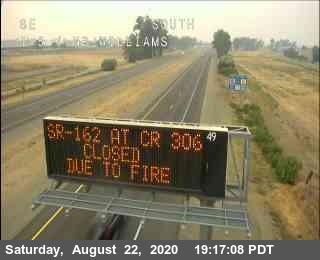 SOUTH
WILLIAMS
SR-162 AT CR 306
CLOSED
DUE TO FIRE
49
Saturday, August 22, 2020 19:17:08 PDT